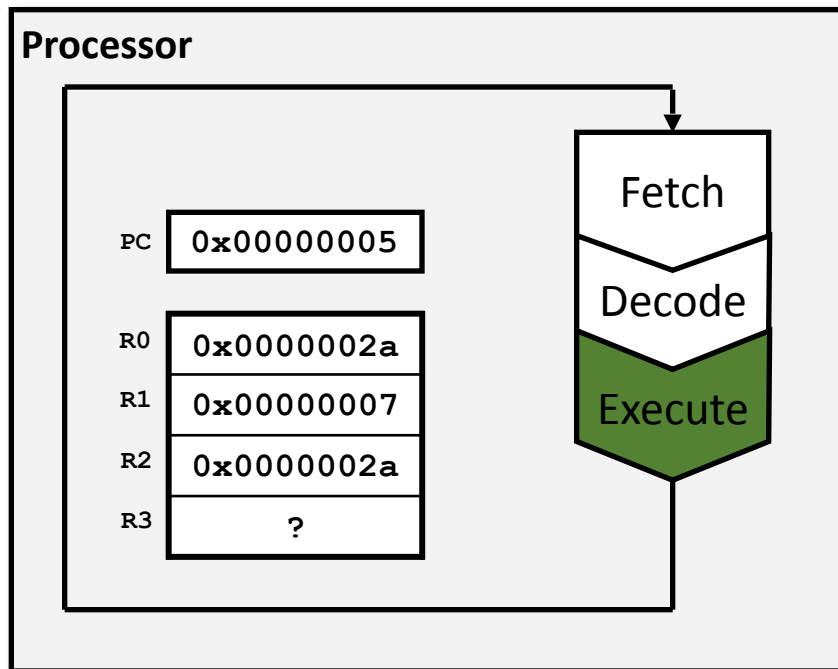 Processor
Fetch
PC 0x00000005
Decode
R0 0x0000002a
R1 0x00000007
Execute
R2 0x0000002a
R3 ?